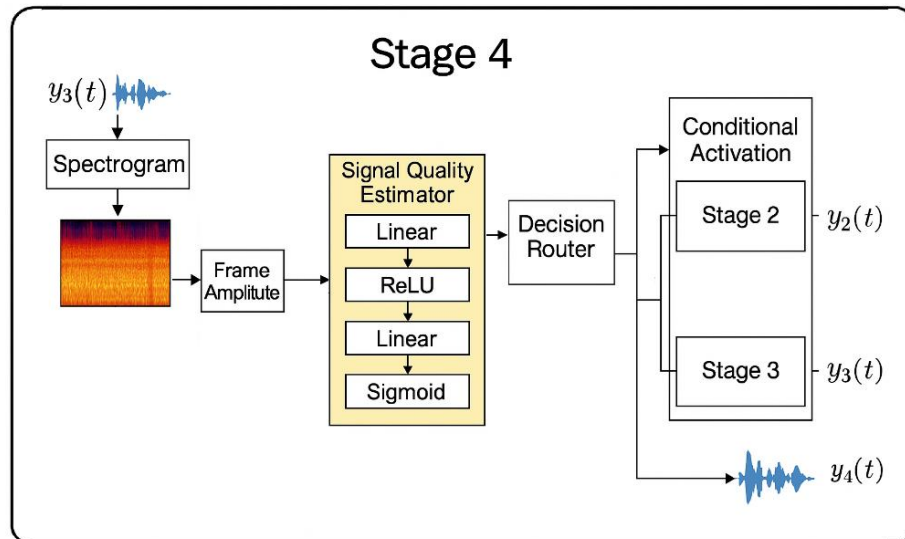 Stage 4
y₃(t)
Spectrogram
Frame
Amplitute
Signal Quality
Estimator
Linear
ReLU
Linear
Sigmoid
Decision
Router
Conditional
Activation
Stage 2
y₂(t)
Stage 3
y₃(t)
y₄(t)